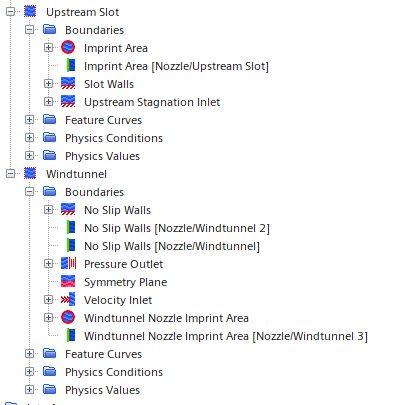 Upstream Slot
Boundaries
Imprint Area
Imprint Area [Nozzle/Upstream Slot]
Slot Walls
Upstream Stagnation Inlet
Feature Curves
Physics Conditions
Physics Values
Windtunnel
Boundaries
No Slip Walls
No Slip Walls [Nozzle/Windtunnel 2]
No Slip Walls [Nozzle/Windtunnel]
Pressure Outlet
Symmetry Plane
Velocity Inlet
Windtunnel Nozzle Imprint Area
Windtunnel Nozzle Imprint Area [Nozzle/Windtunnel 3]
Feature Curves
Physics Conditions
Physics Values